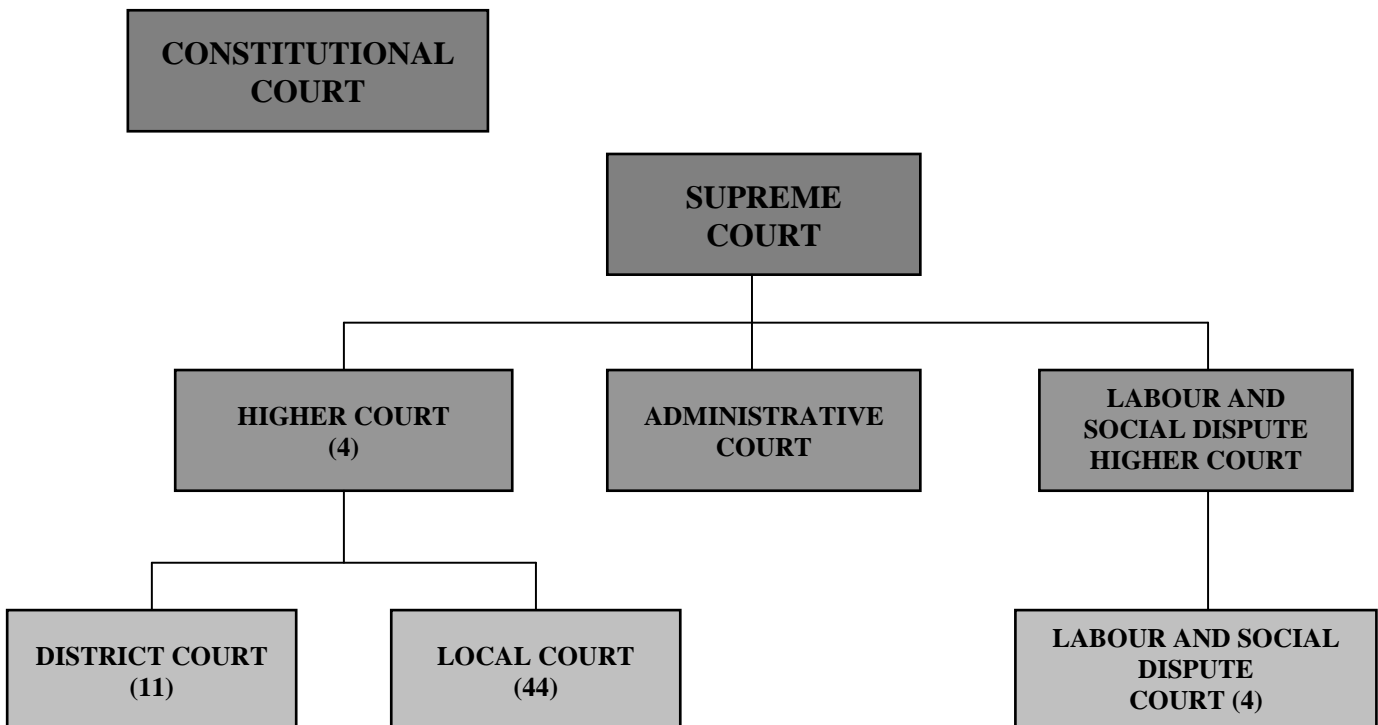 CONSTITUTIONAL
COURT
SUPREME
COURT
HIGHER COURT
(4)
ADMINISTRATIVE
COURT
LABOUR AND
SOCIAL DISPUTE
HIGHER COURT
DISTRICT COURT
(11)
LOCAL COURT
(44)
LABOUR AND SOCIAL
DISPUTE
COURT (4)